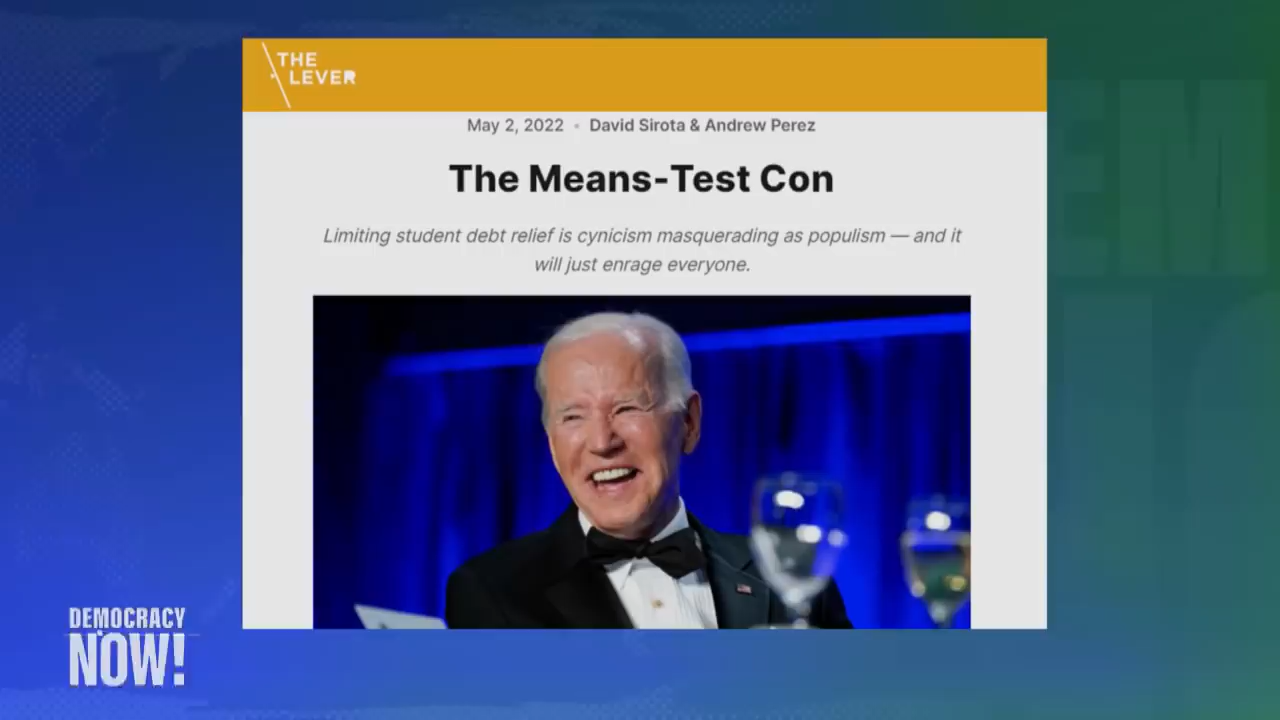 THE
LEVER
May 2, 2022 • David Sirota & Andrew Perez
The Means-Test Con
Limiting student debt relief is cynicism masquerading as populism — and it
will just enrage everyone.
DEMOCRACY
NOW!